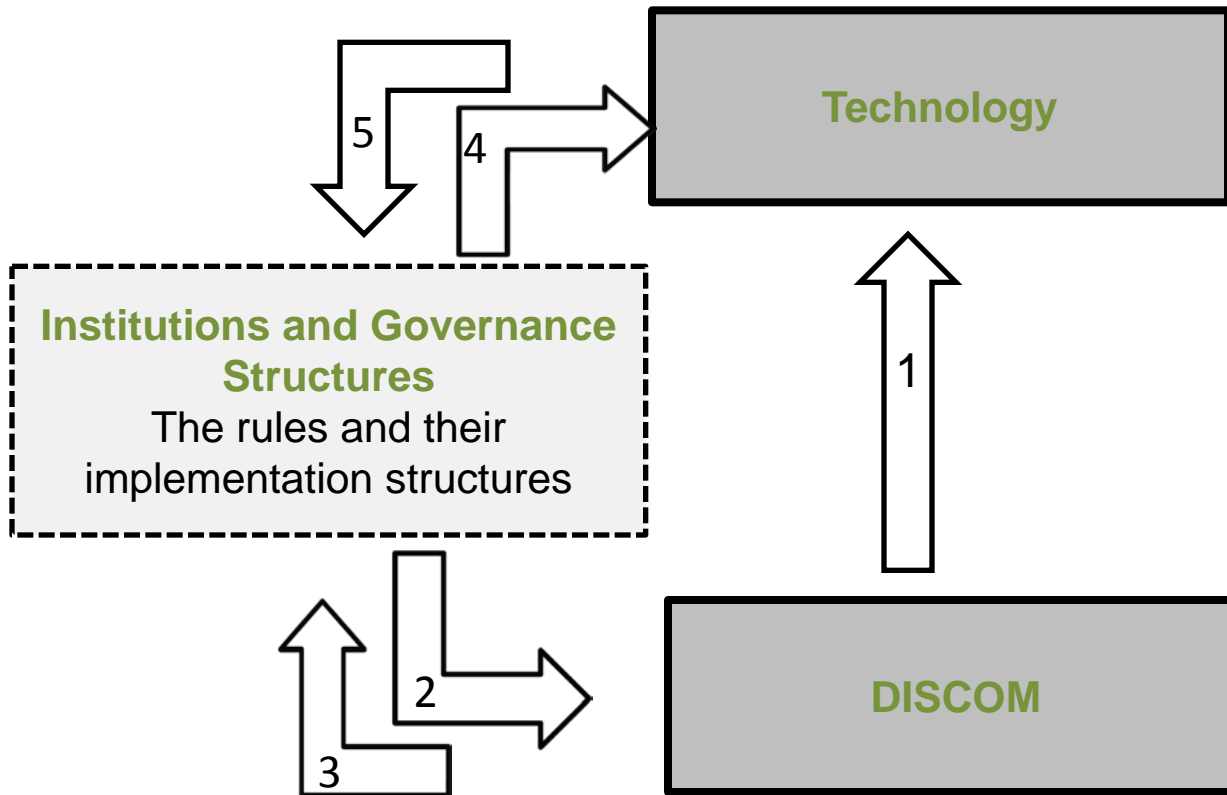 5
4
Technology
Institutions and Governance
Structures
The rules and their
implementation structures
1
2
3
DISCOM